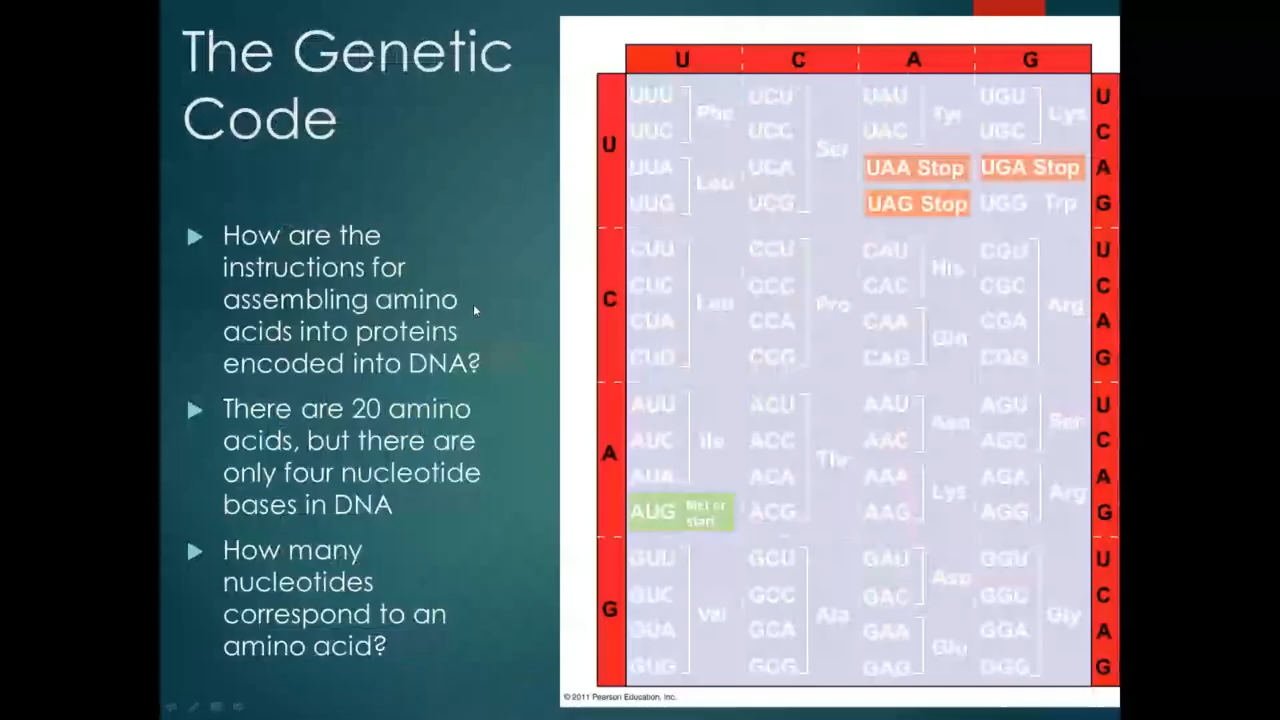 The Genetic
Code
How are the
instructions for
assembling amino
acids into proteins
encoded into DNA?
There are 20 amino
acids, but there are
only four nucleotide
bases in DNA
How many
nucleotides
correspond to an
amino acid?
U C A G
U
UUU Phe UCU Ser UAU Tyr UGU Cys U
UUC UCC UAC UGC C
UUA Leu UCA UAA Stop UGA Stop A
UUG UCG UAG Stop UGG Trp G
C
CUU Leu CCU Pro CAU His CGU Arg U
CUC CCC CAC CGC C
CUA CCA CAA Gln CGA A
CUG CCG CAG CGG G
A
AUU Ile ACU Thr AAU Asn AGU Ser U
AUC ACC AAC AGC C
AUA ACA AAA Lys AGA Arg A
AUG Met or start ACG AAG AGG G
G
GUU Val GCU Ala GAU Asp GGU Gly U
GUC GCC GAC GGC C
GUA GCA GAA Glu GGA A
GUG GCG GAG GGG G
© 2011 Pearson Education, Inc.